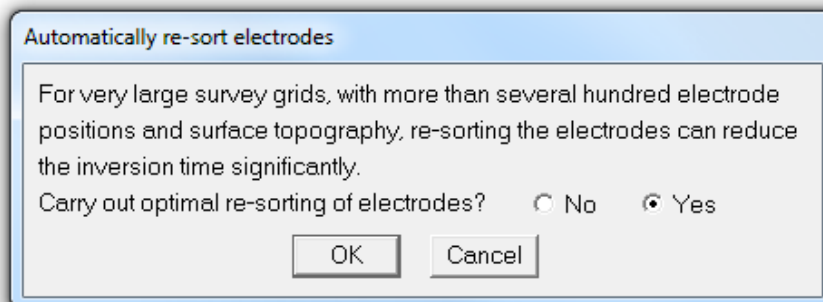 Automatically re-sort electrodes
For very large survey grids, with more than several hundred electrode
positions and surface topography, re-sorting the electrodes can reduce
the inversion time significantly.
Carry out optimal re-sorting of electrodes? No Yes
OK Cancel